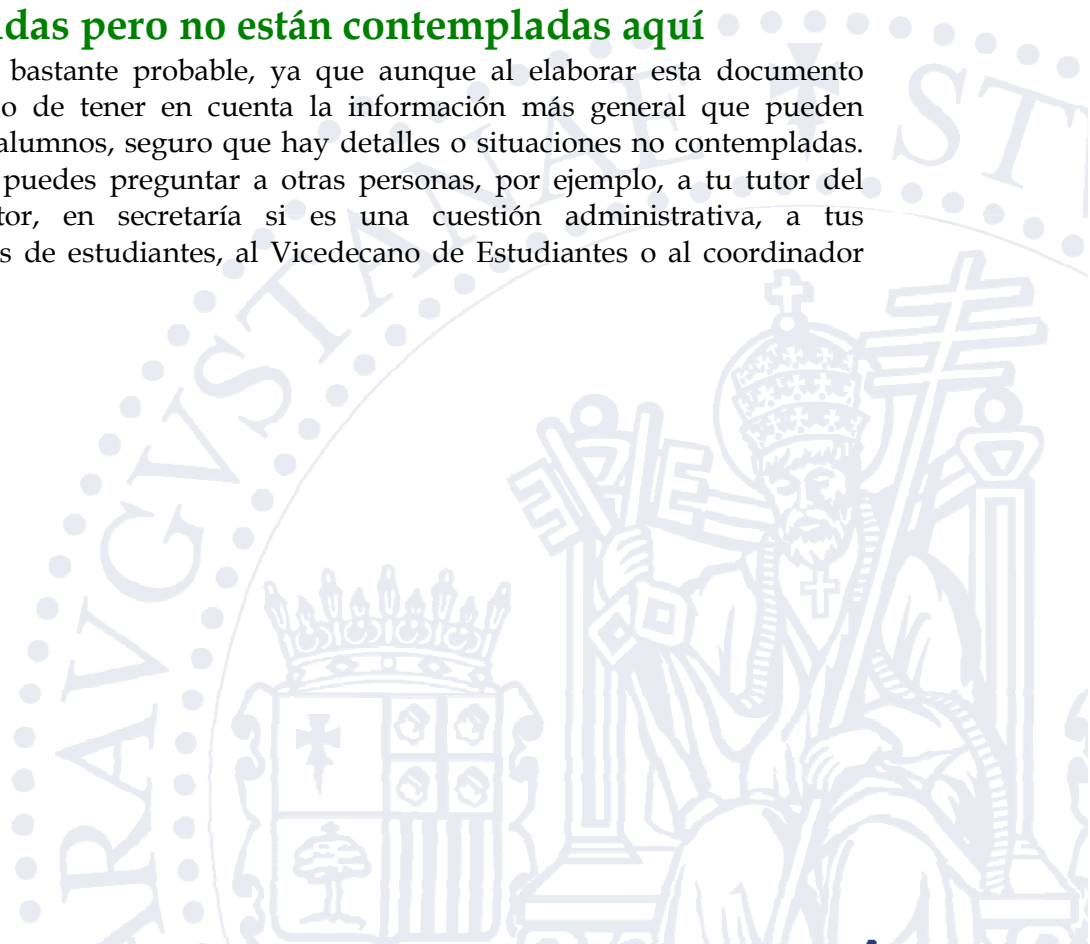 das pero no están contempladas aquí
bastante probable, ya que aunque al elaborar esta documento
o de tener en cuenta la información más general que pueden
alumnos, seguro que hay detalles o situaciones no contempladas.
puedes preguntar a otras personas, por ejemplo, a tu tutor del
tor, en secretaría si es una cuestión administrativa, a tus
s de estudiantes, al Vicedecano de Estudiantes o al coordinador
ARAVGVSTANAE
ST